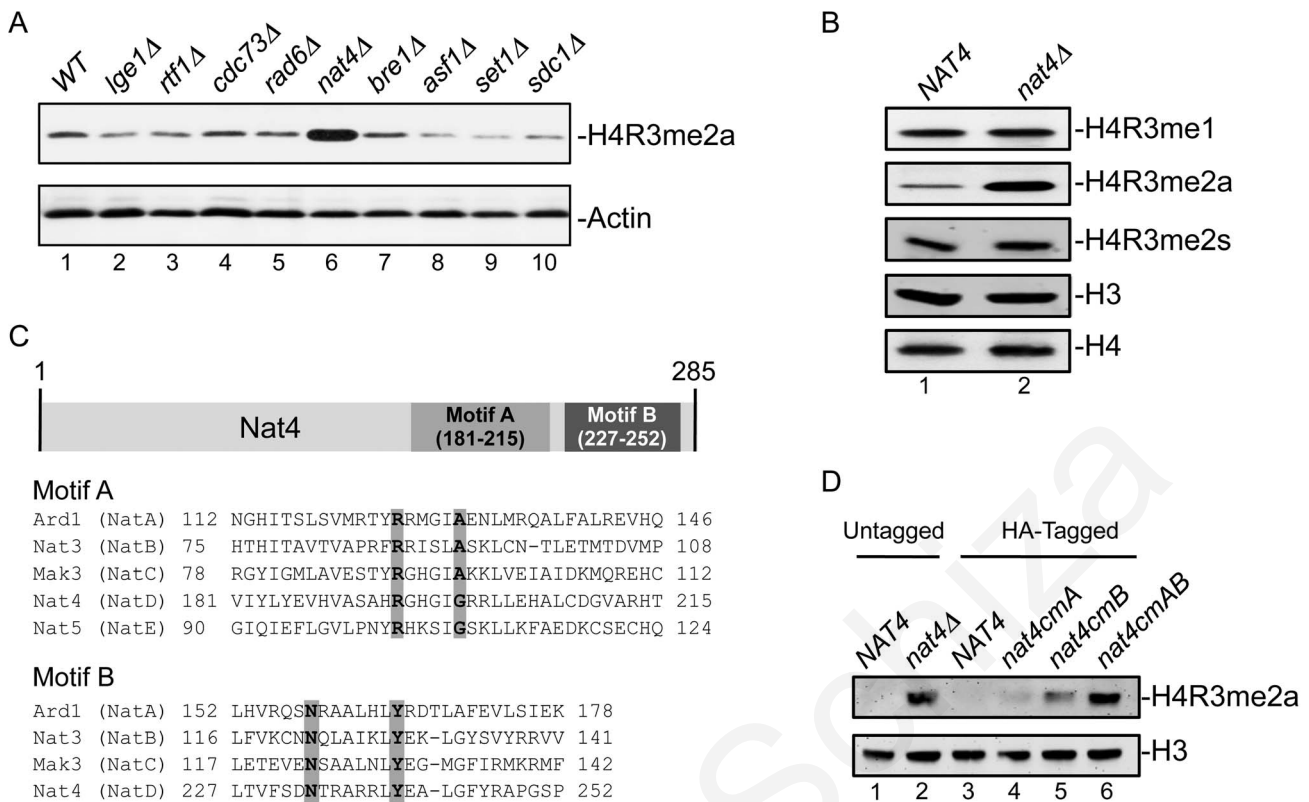 A
WT lge1Δ rtf1Δ cdc73Δ rad6Δ nat4Δ bre1Δ asf1Δ set1Δ sdc1Δ
-H4R3me2a
-Actin
1 2 3 4 5 6 7 8 9 10
B
NAT4 nat4Δ
-H4R3me1
-H4R3me2a
-H4R3me2s
-H3
-H4
1 2
C
1 285
Nat4
Motif A
(181-215)
Motif B
(227-252)
Motif A
Ard1 (NatA) 112 NGHITSLSVMRTYRRMGIAENLMRQALFALREVHQ 146
Nat3 (NatB) 75 HTHITAVTVAPRFRRISLASKLCN-TLETMTDVMP 108
Mak3 (NatC) 78 RGYIGMLAVESTYRGHGIAKKLVEIAIDKMQREHC 112
Nat4 (NatD) 181 VIYLYEVHVASAHRGHGIGRRLLEHALCDGVARHT 215
Nat5 (NatE) 90 GIQIEFLGVLPNYRHKSIGSKLLKFAEDKCSECHQ 124
Motif B
Ard1 (NatA) 152 LHVRQSNRAALHLYRDTLAFEVLSIEK 178
Nat3 (NatB) 116 LFVKCNNQLAIKLYEK-LGYSVYRRVV 141
Mak3 (NatC) 117 LETEVENSAALNLYEG-MGFIRMKRMF 142
Nat4 (NatD) 227 LTVFSDNTRARRLYEA-LGFYRAPGSP 252
D
Untagged HA-Tagged
NAT4 nat4Δ NAT4 nat4cmA nat4cmB nat4cmAB
-H4R3me2a
-H3
1 2 3 4 5 6
Schiza